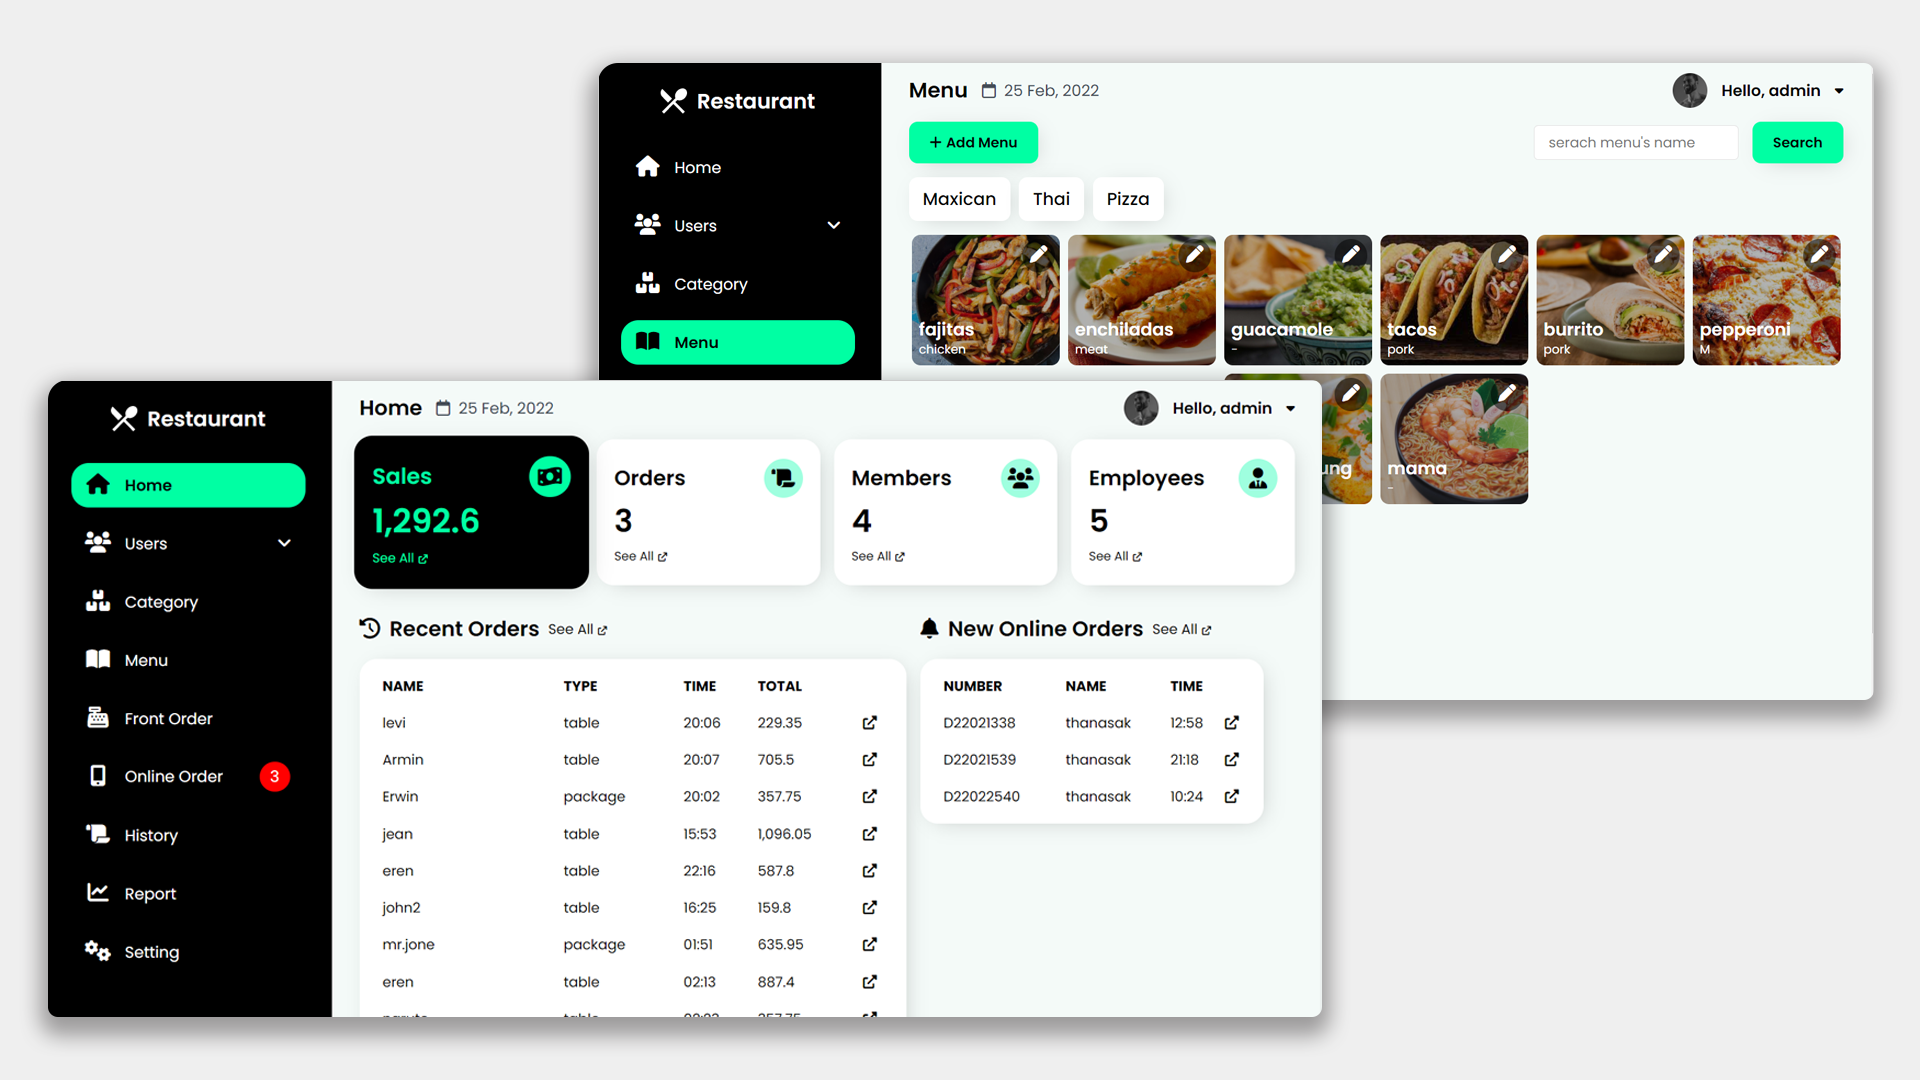 Restaurant
Home
Users
Category
Menu
Menu 25 Feb, 2022
Hello, admin
+ Add Menu
serach menu's name
Search
Maxican Thai Pizza
fajitas
chicken
enchiladas
meat
guacamole
-
tacos
pork
burrito
pork
pepperoni
M
ung
mama
-
Restaurant
Home
Users
Category
Menu
Front Order
Online Order 3
History
Report
Setting
Home 25 Feb, 2022
Hello, admin
Sales
1,292.6
See All
Orders
3
See All
Members
4
See All
Employees
5
See All
Recent Orders See All
NAME TYPE TIME TOTAL
levi table 20:06 229.35
Armin table 20:07 705.5
Erwin package 20:02 357.75
jean table 15:53 1,096.05
eren table 22:16 587.8
john2 table 16:25 159.8
mr.jone package 01:51 635.95
eren table 02:13 887.4
New Online Orders See All
NUMBER NAME TIME
D22021338 thanasak 12:58
D22021539 thanasak 21:18
D22022540 thanasak 10:24